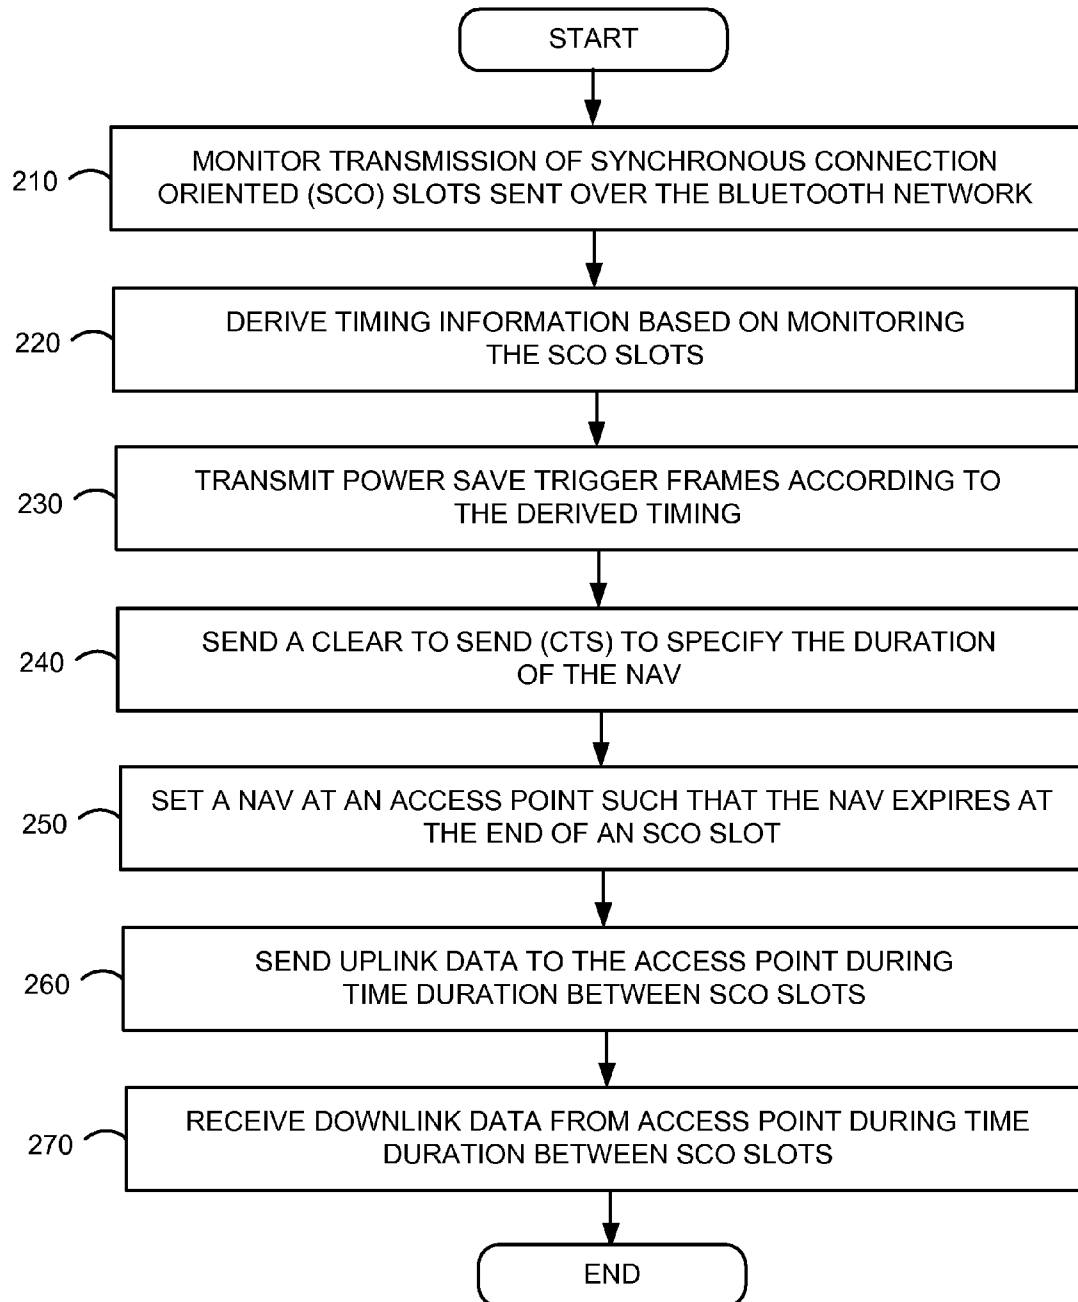 START
210
MONITOR TRANSMISSION OF SYNCHRONOUS CONNECTION
ORIENTED (SCO) SLOTS SENT OVER THE BLUETOOTH NETWORK
220
DERIVE TIMING INFORMATION BASED ON MONITORING
THE SCO SLOTS
230
TRANSMIT POWER SAVE TRIGGER FRAMES ACCORDING TO
THE DERIVED TIMING
240
SEND A CLEAR TO SEND (CTS) TO SPECIFY THE DURATION
OF THE NAV
250
SET A NAV AT AN ACCESS POINT SUCH THAT THE NAV EXPIRES AT
THE END OF AN SCO SLOT
260
SEND UPLINK DATA TO THE ACCESS POINT DURING
TIME DURATION BETWEEN SCO SLOTS
270
RECEIVE DOWNLINK DATA FROM ACCESS POINT DURING TIME
DURATION BETWEEN SCO SLOTS
END